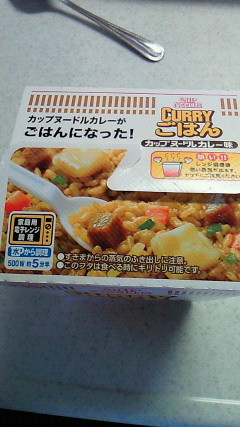 カップヌードルカレーが
ごはんになった!
CUP NOODLE
CURRY
ごはん
カップヌードルカレー味
願い!!
家庭用
電子レンジ
調理
水から調理
500W 約5分半
●すきまからの蒸気のふき出しに注意。
●このフタは食べる時にキリトリ可能です。